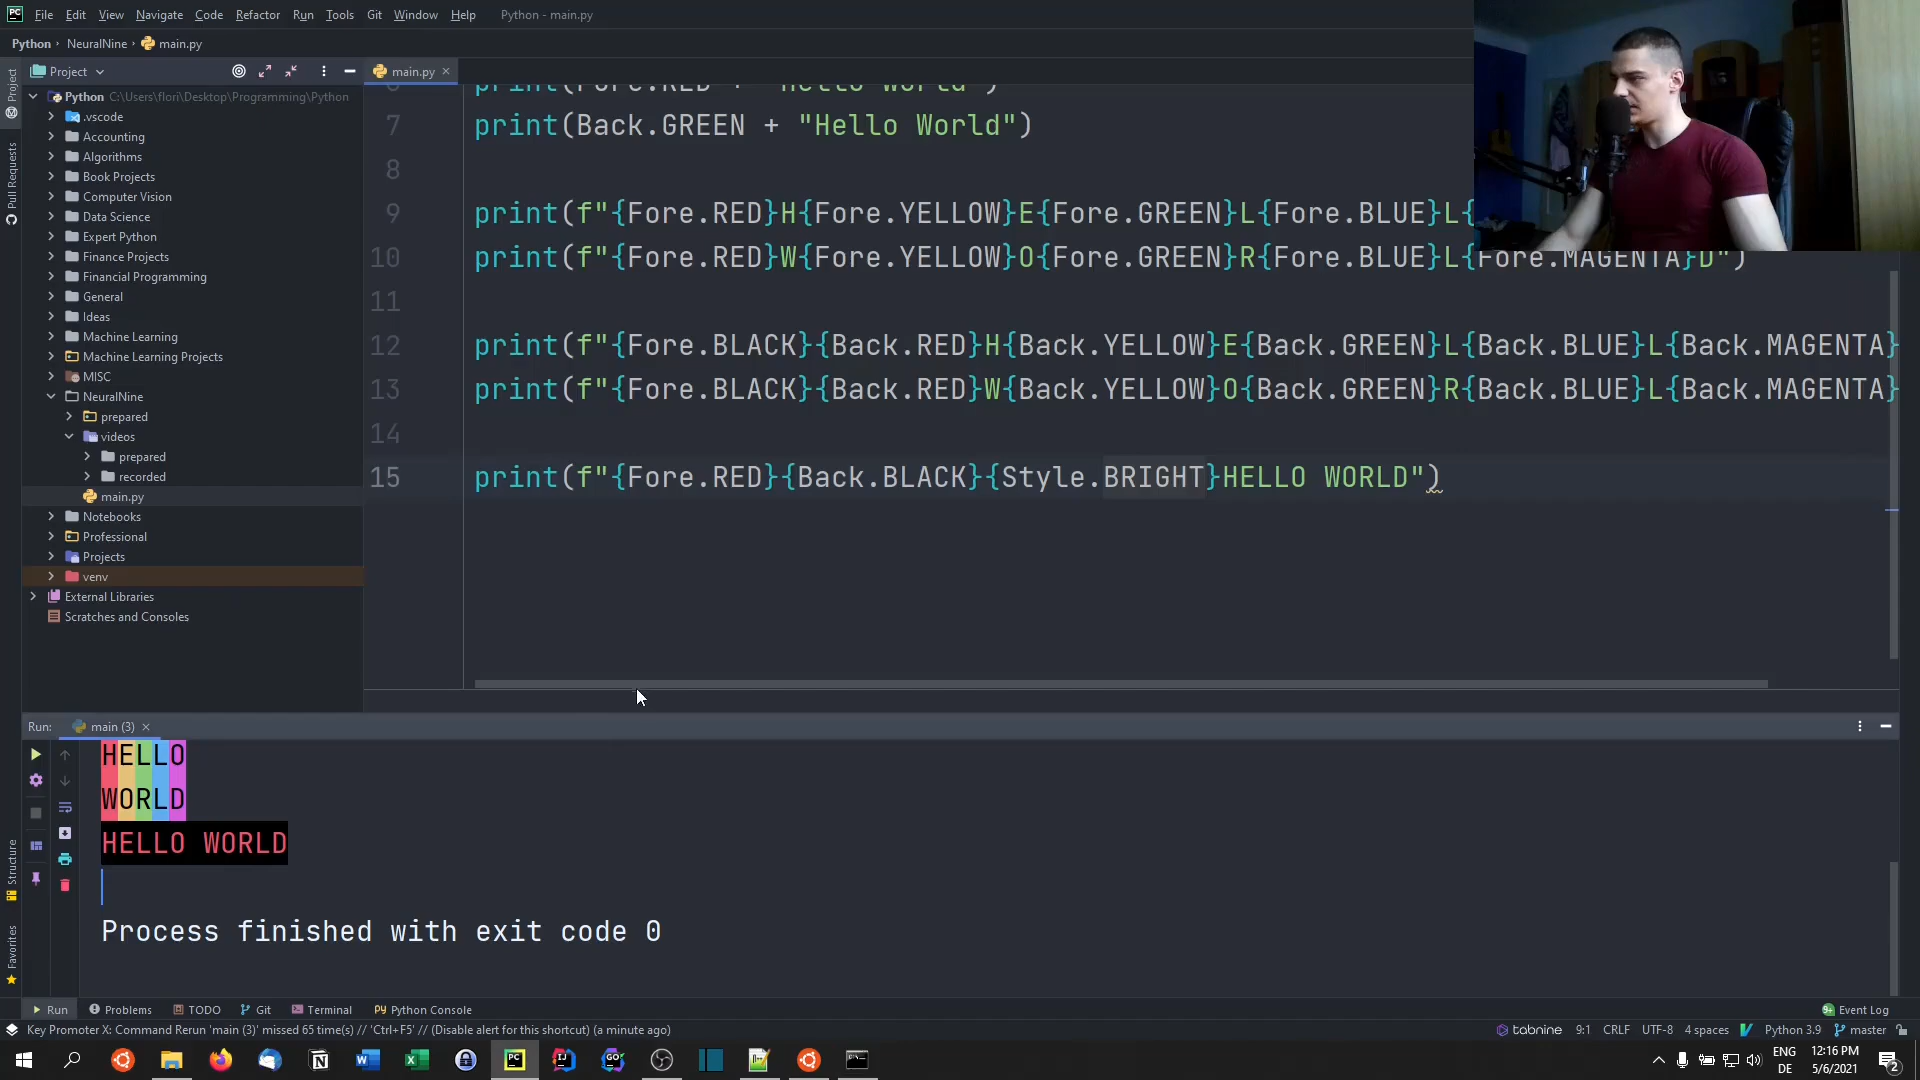 File Edit View Navigate Code Refactor Run Tools Git Window Help Python - main.py
Python NeuralNine main.py
Project
main.py
Project
Pull Requests
Structure
Favorites
Python C:\Users\flori\Desktop\Programming\Python
.vscode
Accounting
Algorithms
Book Projects
Computer Vision
Data Science
Expert Python
Finance Projects
Financial Programming
General
Ideas
Machine Learning
Machine Learning Projects
MISC
NeuralNine
prepared
videos
prepared
recorded
main.py
Notebooks
Professional
Projects
venv
External Libraries
Scratches and Consoles
7 print(Back.GREEN + "Hello World")
8
9 print(f"{Fore.RED}H{Fore.YELLOW}E{Fore.GREEN}L{Fore.BLUE}L{
10 print(f"{Fore.RED}W{Fore.YELLOW}O{Fore.GREEN}R{Fore.BLUE}L{Fore.MAGENTA}D")
11
12 print(f"{Fore.BLACK}{Back.RED}H{Back.YELLOW}E{Back.GREEN}L{Back.BLUE}L{Back.MAGENTA}
13 print(f"{Fore.BLACK}{Back.RED}W{Back.YELLOW}O{Back.GREEN}R{Back.BLUE}L{Back.MAGENTA}
14
15 print(f"{Fore.RED}{Back.BLACK}{Style.BRIGHT}HELLO WORLD")
Run: main (3)
HELLO
WORLD
HELLO WORLD
Process finished with exit code 0
Run Problems TODO Git Terminal Python Console Event Log
Key Promoter X: Command Rerun 'main (3)' missed 65 time(s) // 'Ctrl+F5' // (Disable alert for this shortcut) (a minute ago) tabnine 9:1 CRLF UTF-8 4 spaces Python 3.9 master
ENG 12:16 PM
DE 5/6/2021 2